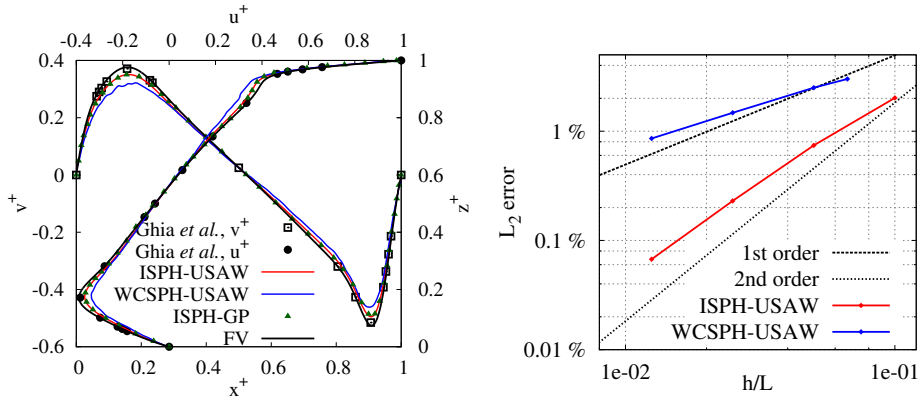 u+
-0.4 -0.2 0 0.2 0.4 0.6 0.8 1
0.4 1
0.2 0.8
0 0.6
-0.2 0.4
-0.4 0.2
-0.6 0
v+
z+
Ghia et al., v+
Ghia et al., u+
ISPH-USAW
WCSPH-USAW
ISPH-GP
FV
0 0.2 0.4 0.6 0.8 1
x+
L2 error
1 %
0.1 %
0.01 %
1st order
2nd order
ISPH-USAW
WCSPH-USAW
1e-02 1e-01
h/L